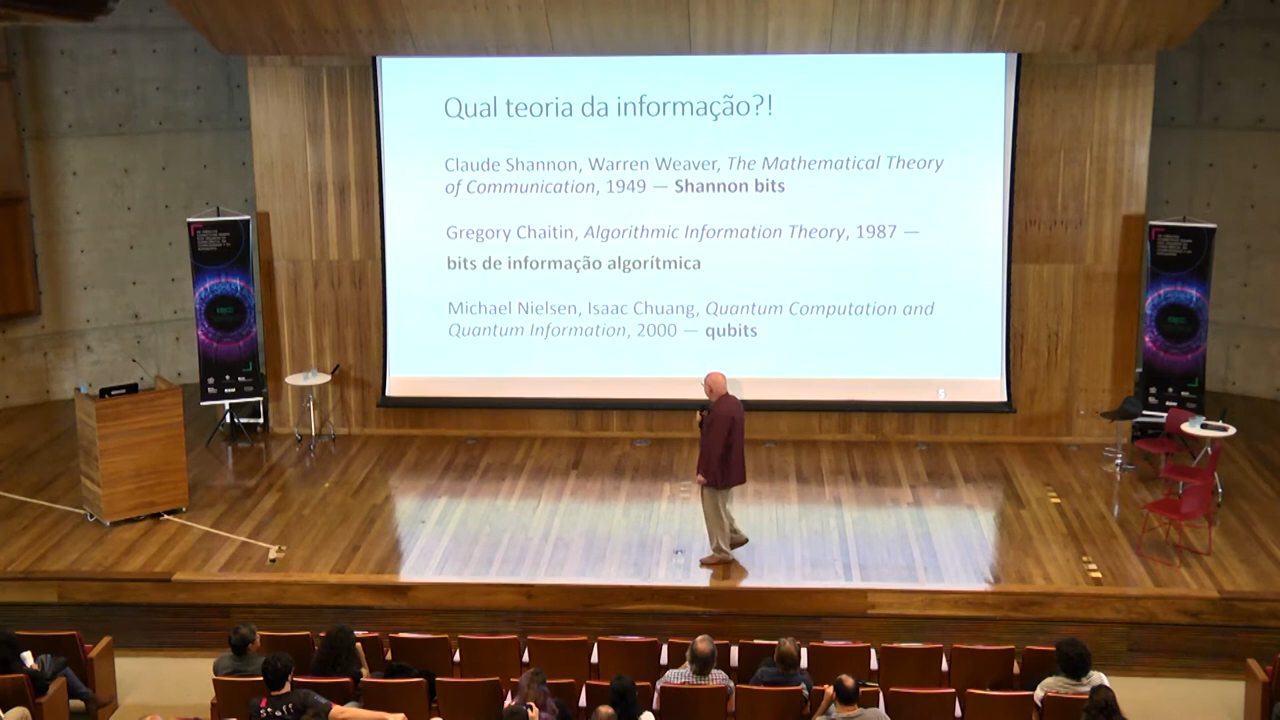 Qual teoria da informação?!
Claude Shannon, Warren Weaver, The Mathematical Theory
of Communication, 1949 — Shannon bits
Gregory Chaitin, Algorithmic Information Theory, 1987 —
bits de informação algorítmica
Michael Nielsen, Isaac Chuang, Quantum Computation and
Quantum Information, 2000 — qubits
5